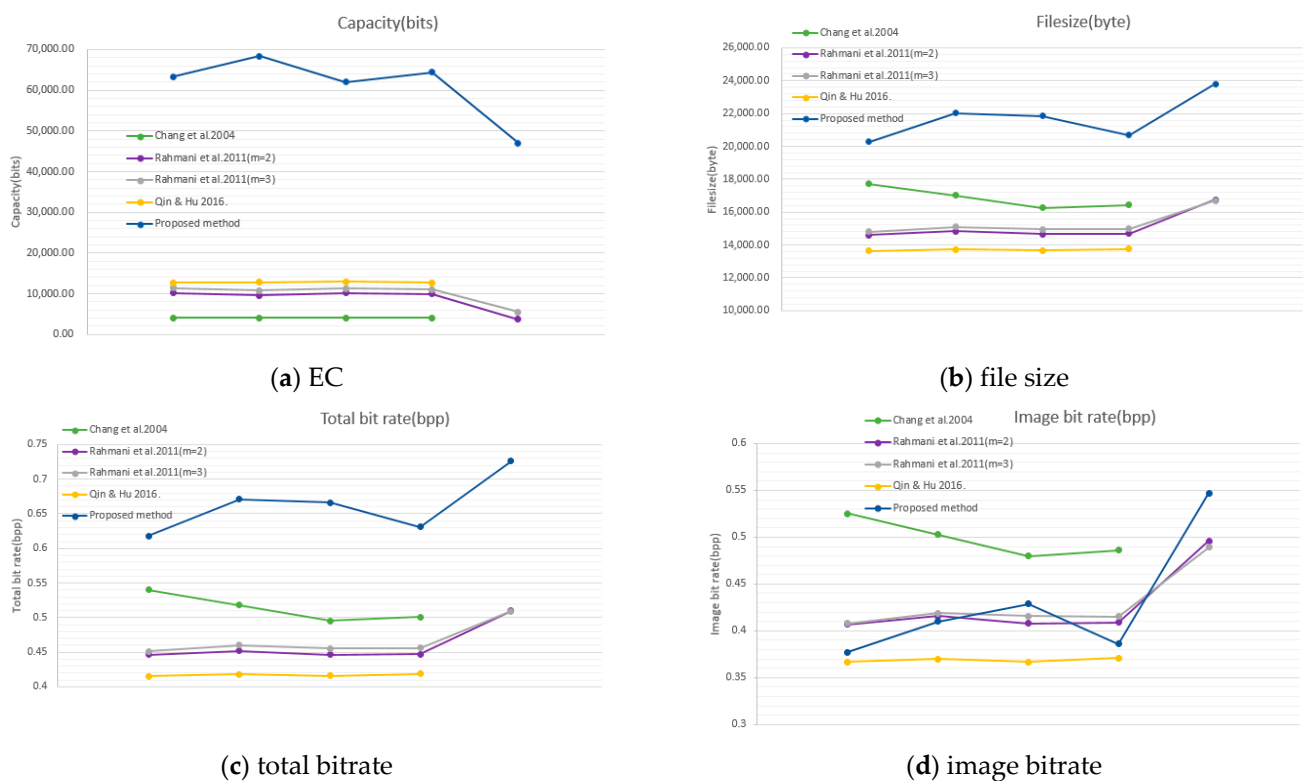 Capacity(bits)
70,000.00
60,000.00
50,000.00
40,000.00
30,000.00
20,000.00
10,000.00
0.00
Capacity(bits)
Chang et al.2004
Rahmani et al.2011(m=2)
Rahmani et al.2011(m=3)
Qin & Hu 2016.
Proposed method
(a) EC
Filesize(byte)
26,000.00
24,000.00
22,000.00
20,000.00
18,000.00
16,000.00
14,000.00
12,000.00
10,000.00
Filesize(byte)
Chang et al.2004
Rahmani et al.2011(m=2)
Rahmani et al.2011(m=3)
Qin & Hu 2016.
Proposed method
(b) file size
Total bit rate(bpp)
0.75
0.7
0.65
0.6
0.55
0.5
0.45
0.4
Total bit rate(bpp)
Chang et al.2004
Rahmani et al.2011(m=2)
Rahmani et al.2011(m=3)
Qin & Hu 2016.
Proposed method
(c) total bitrate
Image bit rate(bpp)
0.6
0.55
0.5
0.45
0.4
0.35
0.3
Image bit rate(bpp)
Chang et al.2004
Rahmani et al.2011(m=2)
Rahmani et al.2011(m=3)
Qin & Hu 2016.
Proposed method
(d) image bitrate